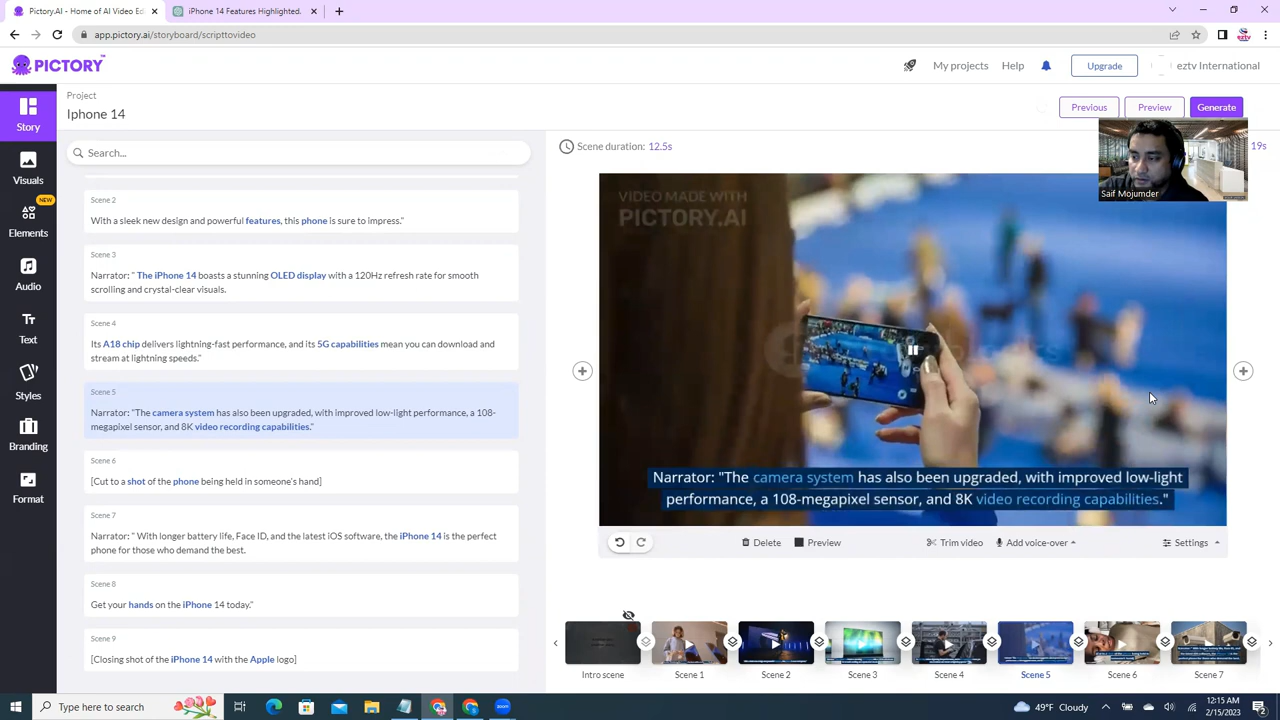 Pictory.AI - Home of AI Video Edi
iPhone 14 Features Highlighted.
app.pictory.ai/storyboard/scripttovideo
PICTORY
My projects
Help
Upgrade
eztv International
Story
Project
Iphone 14
Previous
Preview
Generate
Search...
Scene duration: 12.5s
19s
Saif Mojumder
Visuals
NEW
Elements
Audio
Text
Styles
Branding
Format
Scene 2
With a sleek new design and powerful features, this phone is sure to impress."
Scene 3
Narrator: " The iPhone 14 boasts a stunning OLED display with a 120Hz refresh rate for smooth
scrolling and crystal-clear visuals.
Scene 4
Its A18 chip delivers lightning-fast performance, and its 5G capabilities mean you can download and
stream at lightning speeds."
Scene 5
Narrator: "The camera system has also been upgraded, with improved low-light performance, a 108-
megapixel sensor, and 8K video recording capabilities."
Scene 6
[Cut to a shot of the phone being held in someone's hand]
Scene 7
Narrator: " With longer battery life, Face ID, and the latest iOS software, the iPhone 14 is the perfect
phone for those who demand the best.
Scene 8
Get your hands on the iPhone 14 today."
Scene 9
[Closing shot of the iPhone 14 with the Apple logo]
VIDEO MADE WITH
PICTORY.AI
Narrator: "The camera system has also been upgraded, with improved low-light
performance, a 108-megapixel sensor, and 8K video recording capabilities."
Delete
Preview
Trim video
Add voice-over
Settings
Intro scene
Scene 1
Scene 2
Scene 3
Scene 4
Scene 5
Scene 6
Scene 7
Type here to search
49°F Cloudy
12:15 AM
2/15/2023
2